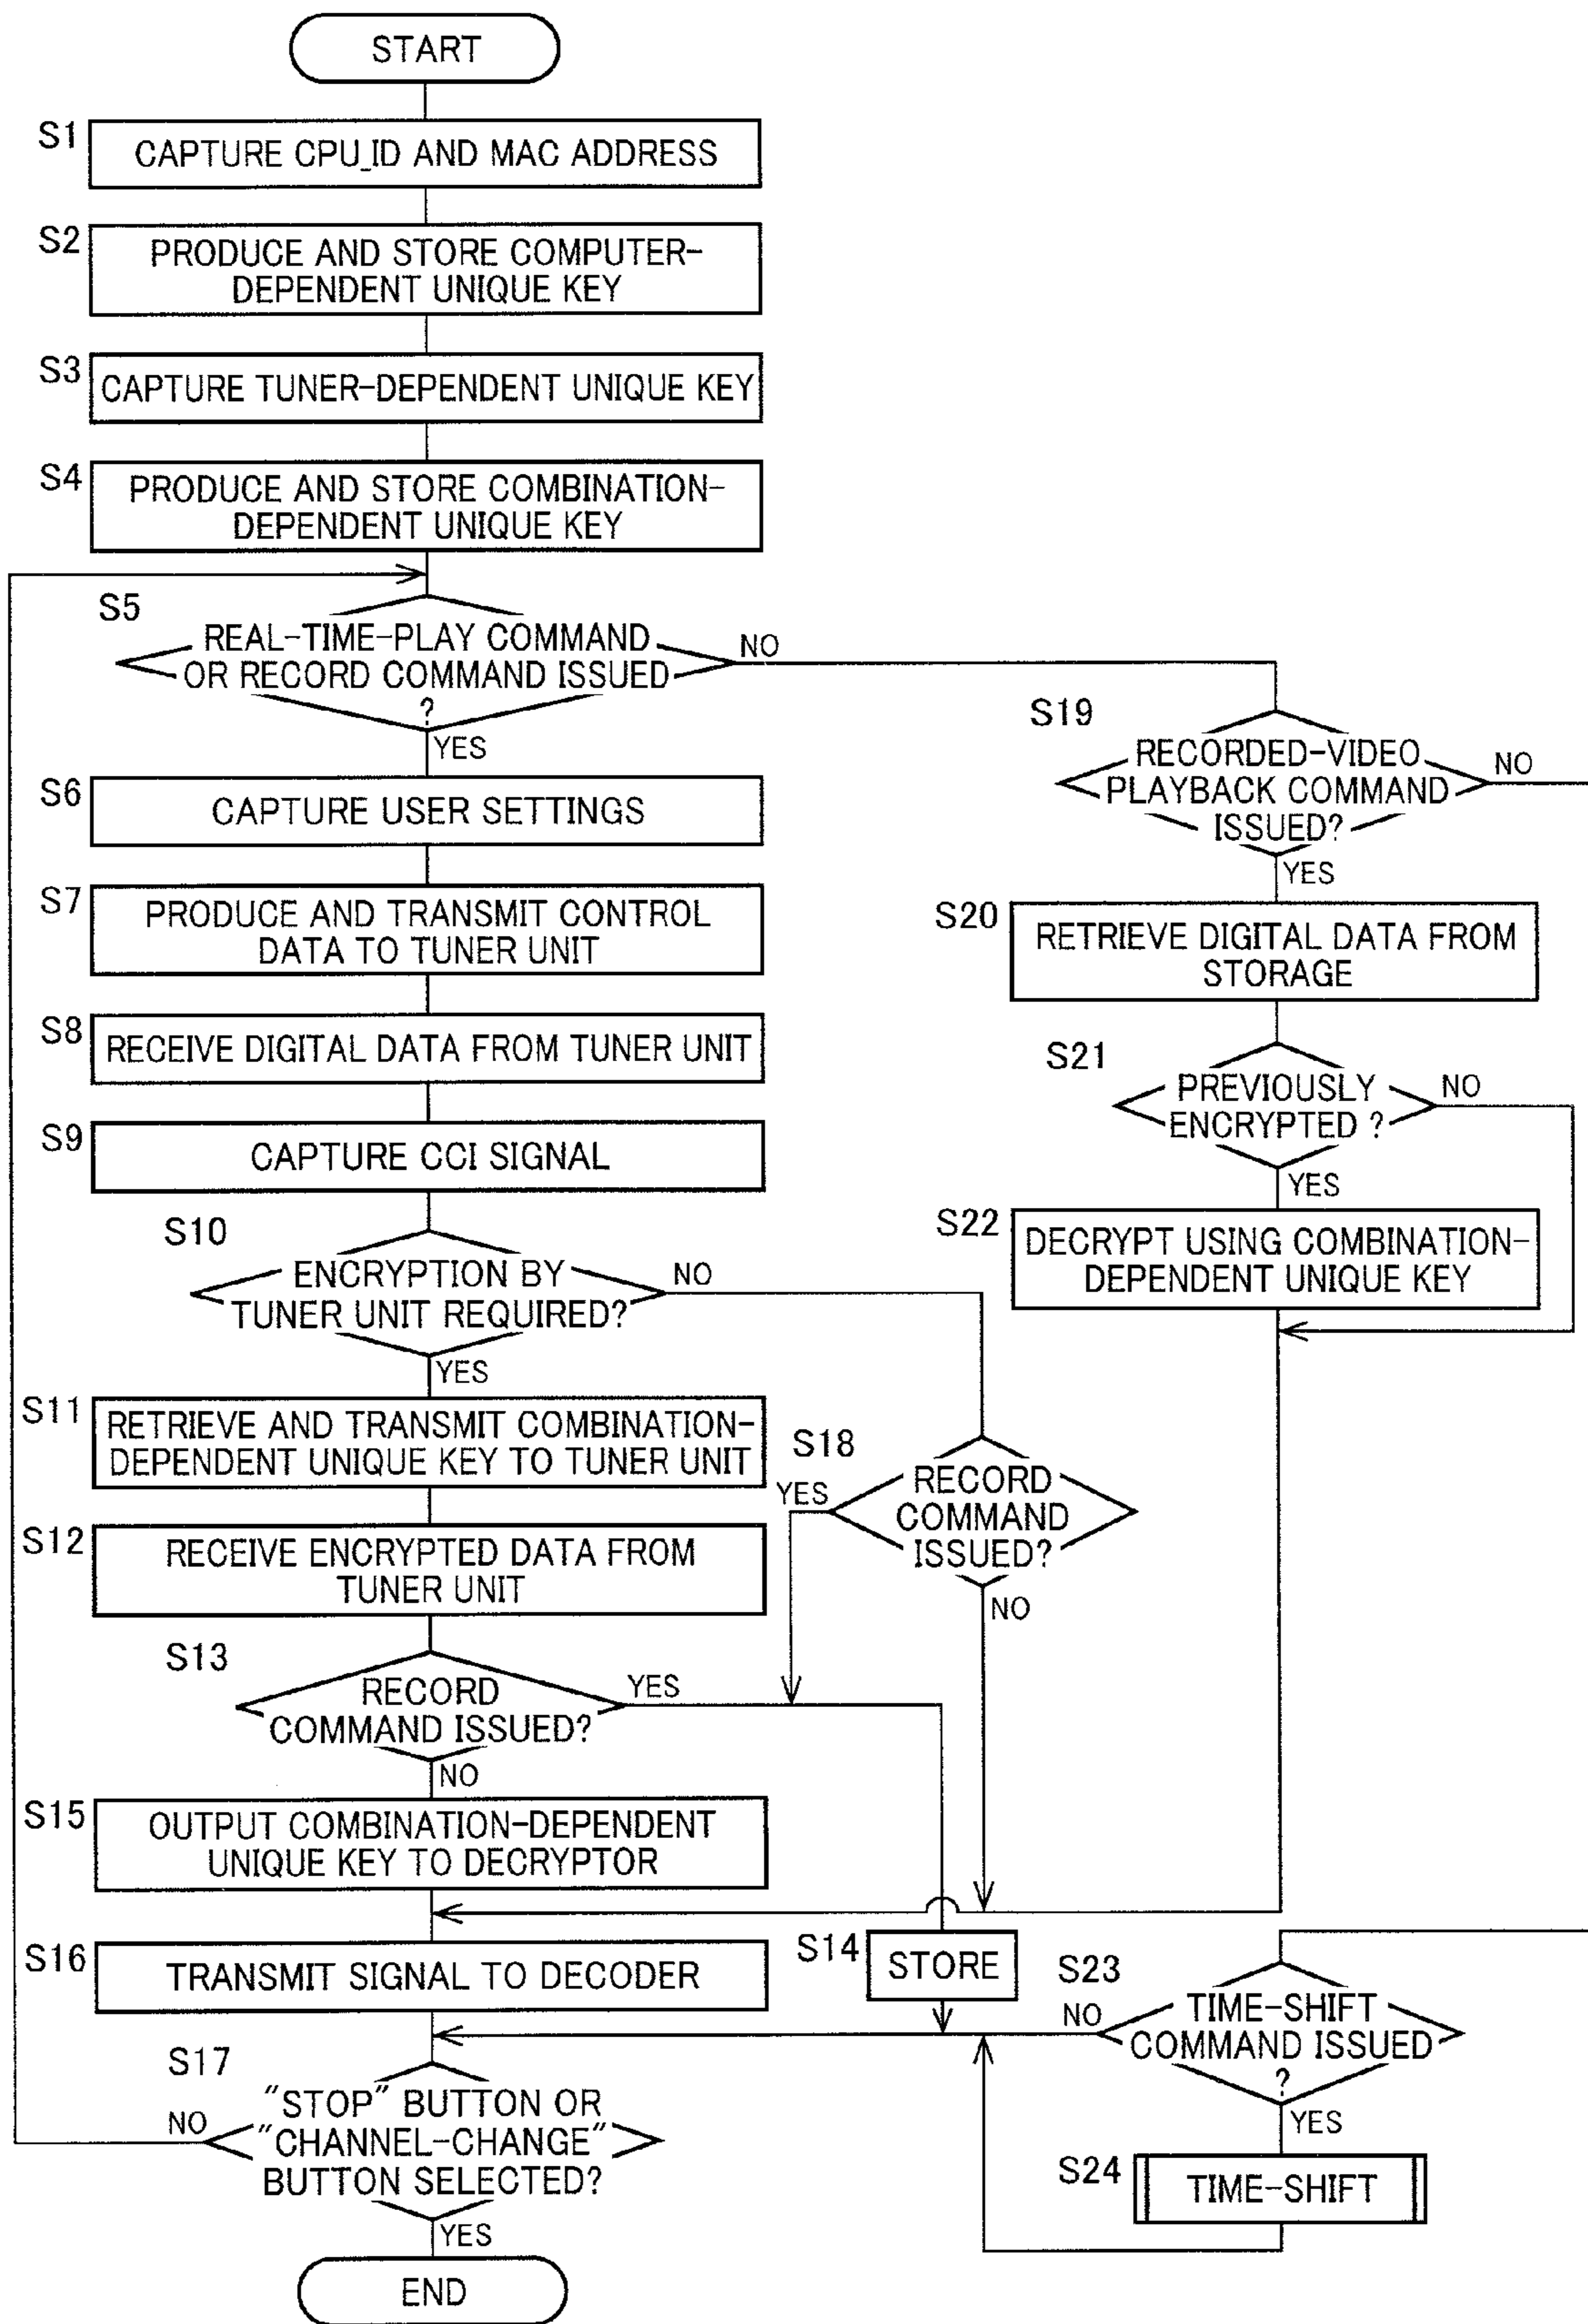 START
S1
CAPTURE CPU_ID AND MAC ADDRESS
S2
PRODUCE AND STORE COMPUTER-
DEPENDENT UNIQUE KEY
S3
CAPTURE TUNER-DEPENDENT UNIQUE KEY
S4
PRODUCE AND STORE COMBINATION-
DEPENDENT UNIQUE KEY
S5
REAL-TIME-PLAY COMMAND
OR RECORD COMMAND ISSUED
?
NO
YES
S6
CAPTURE USER SETTINGS
S7
PRODUCE AND TRANSMIT CONTROL
DATA TO TUNER UNIT
S8
RECEIVE DIGITAL DATA FROM TUNER UNIT
S9
CAPTURE CCI SIGNAL
S10
ENCRYPTION BY
TUNER UNIT REQUIRED?
NO
YES
S11
RETRIEVE AND TRANSMIT COMBINATION-
DEPENDENT UNIQUE KEY TO TUNER UNIT
S12
RECEIVE ENCRYPTED DATA FROM
TUNER UNIT
S13
RECORD
COMMAND ISSUED?
YES
NO
S15
OUTPUT COMBINATION-DEPENDENT
UNIQUE KEY TO DECRYPTOR
S16
TRANSMIT SIGNAL TO DECODER
S17
"STOP" BUTTON OR
"CHANNEL-CHANGE"
BUTTON SELECTED?
NO
YES
END
S18
RECORD
COMMAND
ISSUED?
YES
NO
S14
STORE
S19
RECORDED-VIDEO
PLAYBACK COMMAND
ISSUED?
NO
YES
S20
RETRIEVE DIGITAL DATA FROM
STORAGE
S21
PREVIOUSLY
ENCRYPTED ?
NO
YES
S22
DECRYPT USING COMBINATION-
DEPENDENT UNIQUE KEY
S23
TIME-SHIFT
COMMAND ISSUED
?
NO
YES
S24
TIME-SHIFT